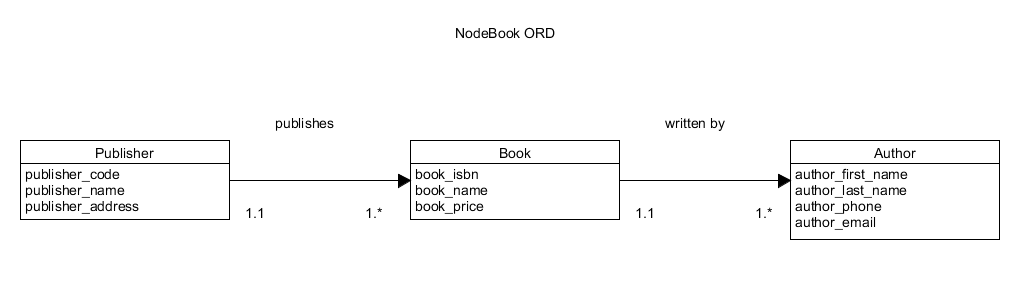 NodeBook ORD
publishes
written by
Publisher
publisher_code
publisher_name
publisher_address
1.1
1.*
Book
book_isbn
book_name
book_price
1.1
1.*
Author
author_first_name
author_last_name
author_phone
author_email